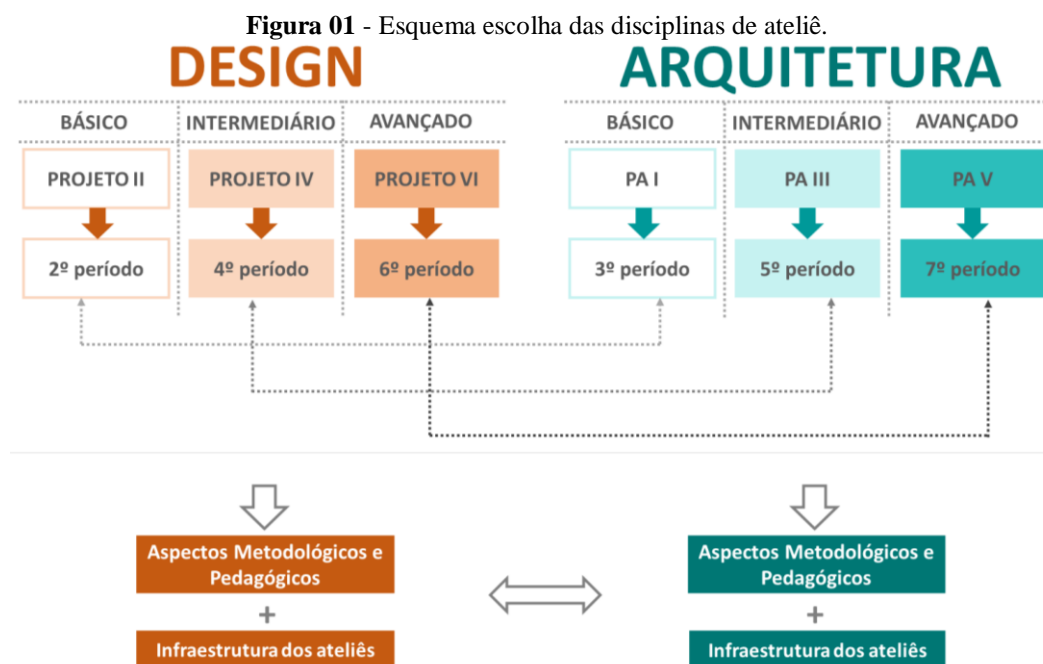 Figura 01 - Esquema escolha das disciplinas de ateliê.
DESIGN
BÁSICO
INTERMEDIÁRIO
AVANÇADO
PROJETO II
PROJETO IV
PROJETO VI
2º período
4º período
6º período
ARQUITETURA
BÁSICO
INTERMEDIÁRIO
AVANÇADO
PA I
PA III
PA V
3º período
5º período
7º período
Aspectos Metodológicos e
Pedagógicos
+
Infraestrutura dos ateliês
Aspectos Metodológicos e
Pedagógicos
+
Infraestrutura dos ateliês